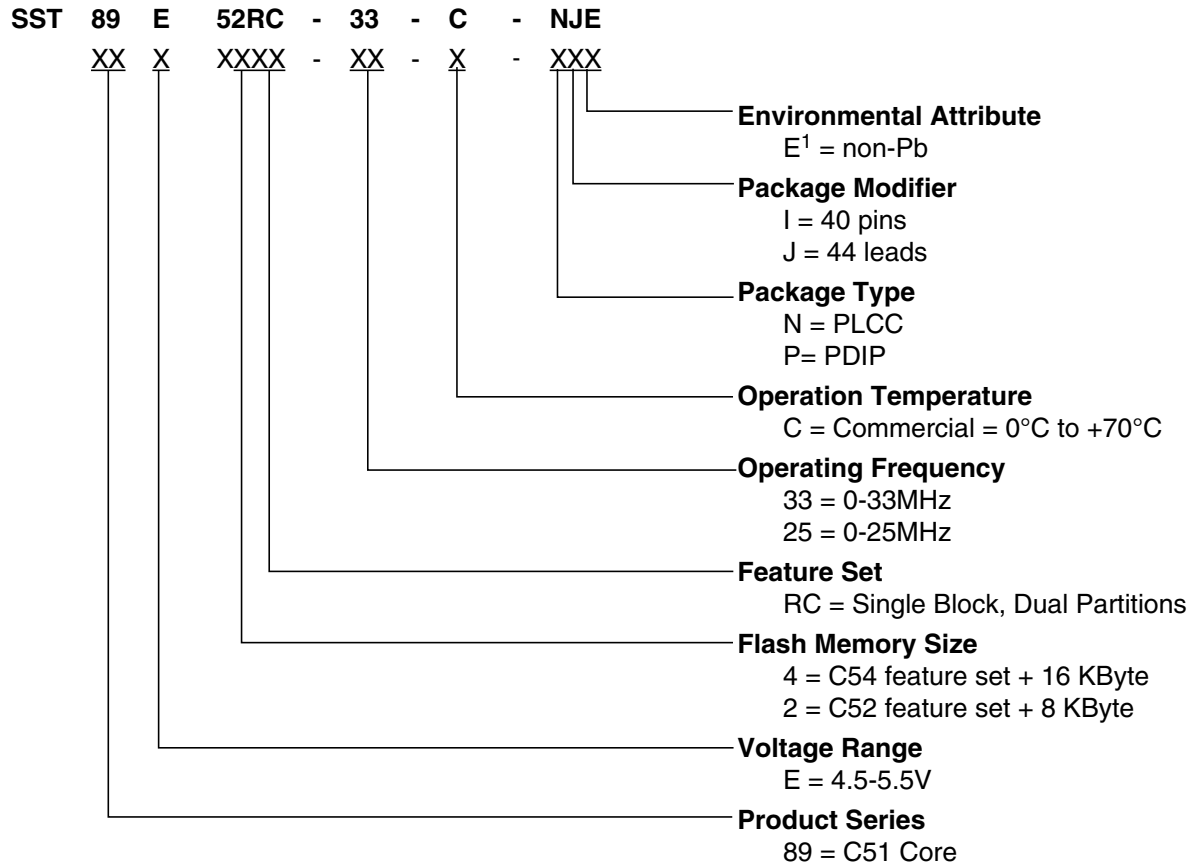 SST 89 E 52RC - 33 - C - NJE
XX X XXXX - XX - X - XXX
Environmental Attribute
E1 = non-Pb
Package Modifier
I = 40 pins
J = 44 leads
Package Type
N = PLCC
P= PDIP
Operation Temperature
C = Commercial = 0°C to +70°C
Operating Frequency
33 = 0-33MHz
25 = 0-25MHz
Feature Set
RC = Single Block, Dual Partitions
Flash Memory Size
4 = C54 feature set + 16 KByte
2 = C52 feature set + 8 KByte
Voltage Range
E = 4.5-5.5V
Product Series
89 = C51 Core